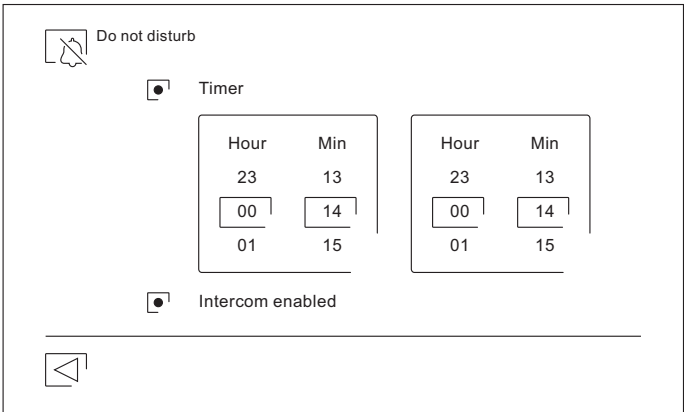 Do not disturb
Timer
Hour Min Hour Min
23 13 23 13
00 14 00 14
01 15 01 15
Intercom enabled